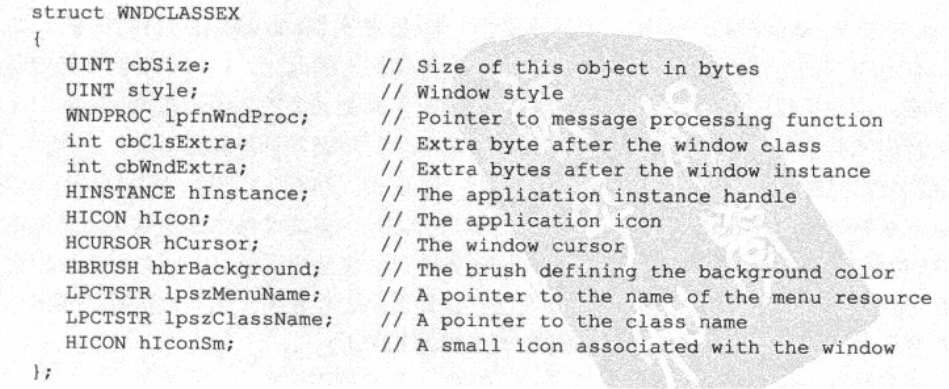 struct WNDCLASSEX
{
UINT cbSize; // Size of this object in bytes
UINT style; // Window style
WNDPROC lpfnWndProc; // Pointer to message processing function
int cbClsExtra; // Extra byte after the window class
int cbWndExtra; // Extra bytes after the window instance
HINSTANCE hInstance; // The application instance handle
HICON hIcon; // The application icon
HCURSOR hCursor; // The window cursor
HBRUSH hbrBackground; // The brush defining the background color
LPCTSTR lpszMenuName; // A pointer to the name of the menu resource
LPCTSTR lpszClassName; // A pointer to the class name
HICON hIconSm; // A small icon associated with the window
};